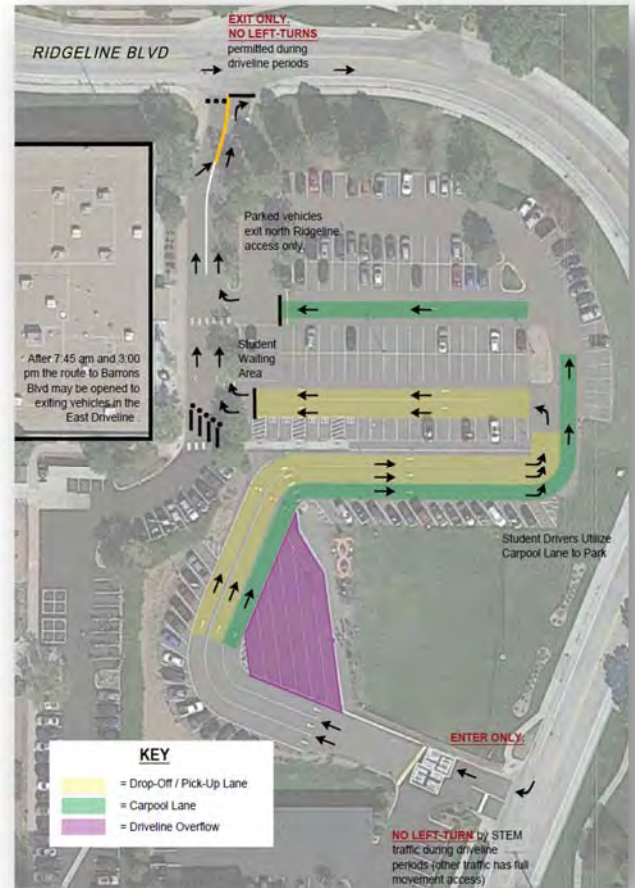 EXIT ONLY.
NO LEFT-TURNS
permitted during
driveline periods
RIDGELINE BLVD
Parked vehicles
exit north Ridgeline
access only.
After 7:45 am and 3:00
pm the route to Barrons
Blvd may be opened to
exiting vehicles in the
East Driveline
Student
Waiting
Area
Student Drivers Utilize
Carpool Lane to Park
ENTER ONLY.
KEY
= Drop-Off / Pick-Up Lane
= Carpool Lane
= Driveline Overflow
NO LEFT-TURN by STEM
traffic during driveline
periods (other traffic has full
movement access)